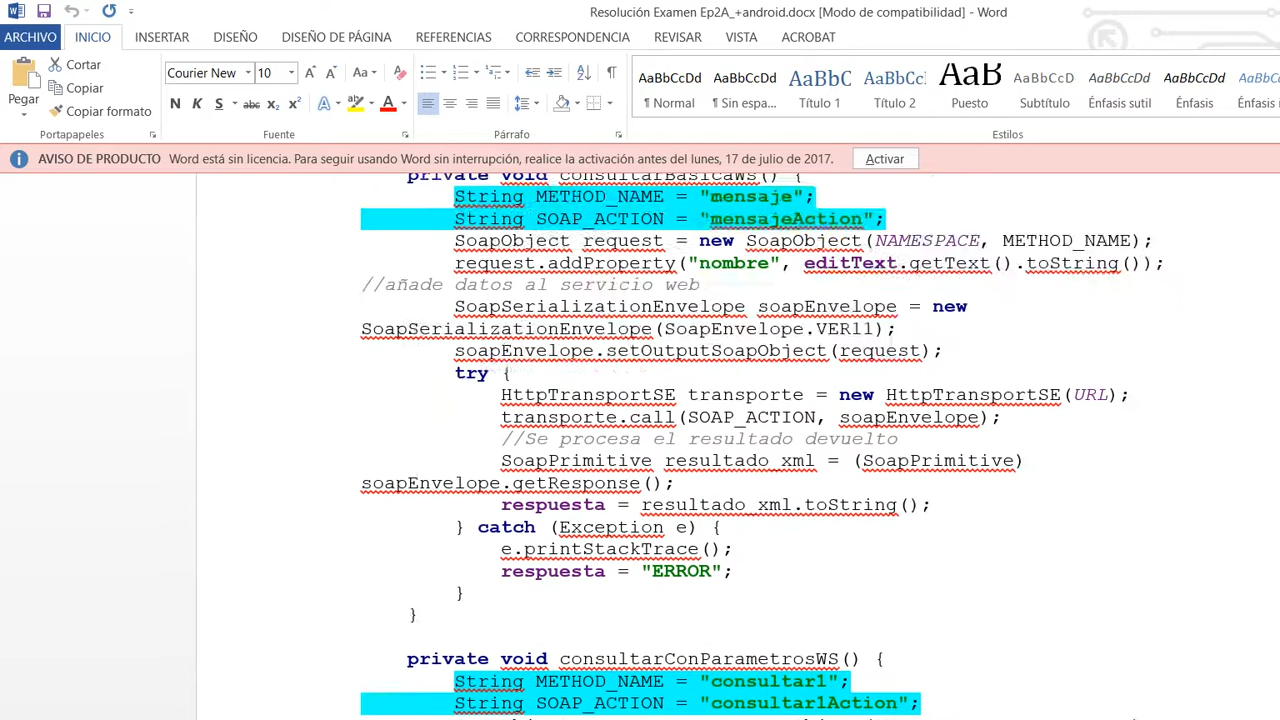 Resolución Examen Ep2A_+android.docx [Modo de compatibilidad] - Word
ARCHIVO INICIO INSERTAR DISEÑO DISEÑO DE PÁGINA REFERENCIAS CORRESPONDENCIA REVISAR VISTA ACROBAT
Pegar
Cortar
Copiar
Copiar formato
Courier New 10
N K S abc x₂ x²
AaBbCcDd AaBbCcDd AaBbC AaBbCc AaB AaBbCcD AaBbCcDd AaBbCcDd AaBbCcDd
¶ Normal ¶ Sin espa... Título 1 Título 2 Puesto Subtítulo Énfasis sutil Énfasis Énfasis
Portapapeles Fuente Párrafo Estilos
AVISO DE PRODUCTO Word está sin licencia. Para seguir usando Word sin interrupción, realice la activación antes del lunes, 17 de julio de 2017. Activar
private void consultarBasicaWs() {
String METHOD_NAME = "mensaje";
String SOAP_ACTION = "mensajeAction";
SoapObject request = new SoapObject(NAMESPACE, METHOD_NAME);
request.addProperty("nombre", editText.getText().toString());
//añade datos al servicio web
SoapSerializationEnvelope soapEnvelope = new
SoapSerializationEnvelope(SoapEnvelope.VER11);
soapEnvelope.setOutputSoapObject(request);
try {
HttpTransportSE transporte = new HttpTransportSE(URL);
transporte.call(SOAP_ACTION, soapEnvelope);
//Se procesa el resultado devuelto
SoapPrimitive resultado_xml = (SoapPrimitive)
soapEnvelope.getResponse();
respuesta = resultado_xml.toString();
} catch (Exception e) {
e.printStackTrace();
respuesta = "ERROR";
}
}
private void consultarConParametrosWS() {
String METHOD_NAME = "consultar1";
String SOAP_ACTION = "consultar1Action";